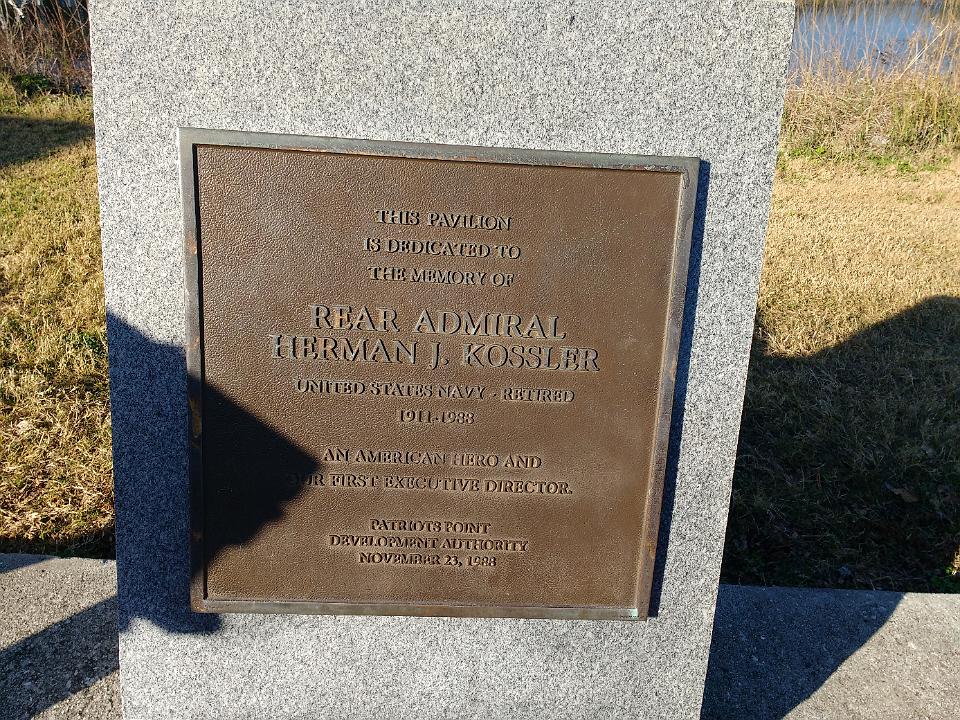 THIS PAVILION
IS DEDICATED TO
THE MEMORY OF
REAR ADMIRAL
HERMAN J. KOSSLER
UNITED STATES NAVY - RETIRED
1911-1988
AN AMERICAN HERO AND
OUR FIRST EXECUTIVE DIRECTOR.
PATRIOTS POINT
DEVELOPMENT AUTHORITY
NOVEMBER 23, 1988